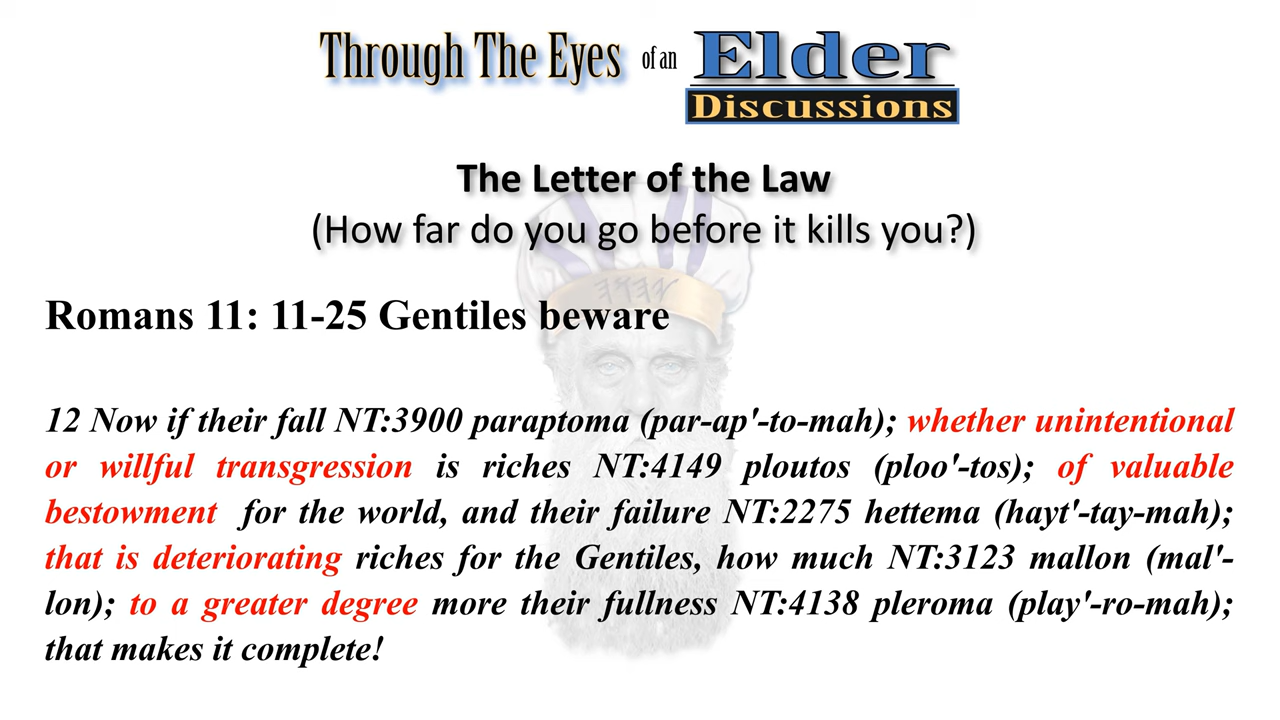 Through The Eyes of an Elder
Discussions
The Letter of the Law
(How far do you go before it kills you?)
Romans 11: 11-25 Gentiles beware
12 Now if their fall NT:3900 paraptoma (par-ap'-to-mah); whether unintentional
or willful transgression is riches NT:4149 ploutos (ploo'-tos); of valuable
bestowment for the world, and their failure NT:2275 hettema (hayt'-tay-mah);
that is deteriorating riches for the Gentiles, how much NT:3123 mallon (mal'-
lon); to a greater degree more their fullness NT:4138 pleroma (play'-ro-mah);
that makes it complete!